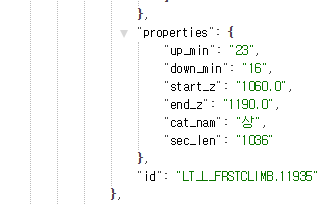 },
"properties": {
"up_min": "23",
"down_min": "16",
"start_z": "1060.0",
"end_z": "1190.0",
"cat_nam": "상",
"sec_len": "1036"
},
"id": "LT_L_FRSTCLIMB.11935"
},